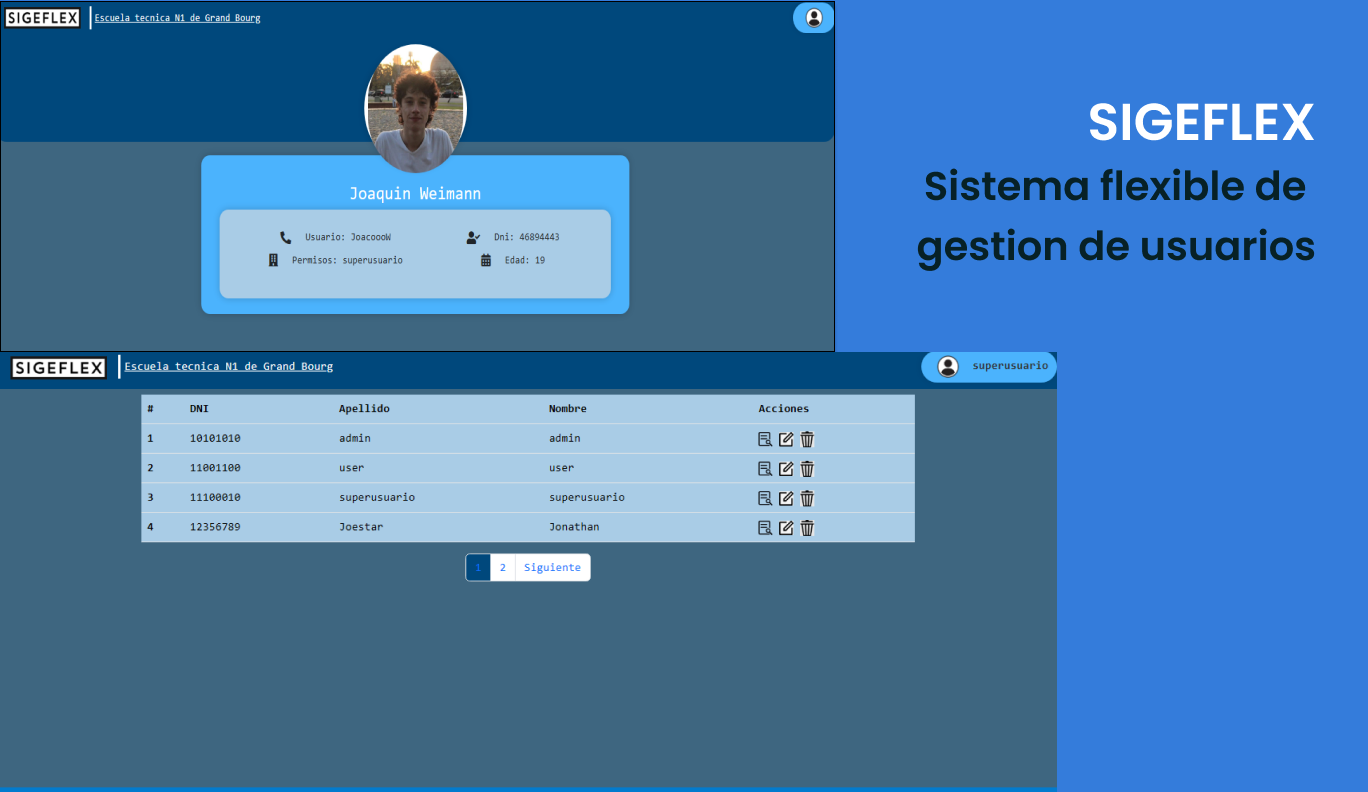 SIGEFLEX
Escuela tecnica N1 de Grand Bourg
Joaquin Weimann
Usuario: JoacoooW
Dni: 46894443
Permisos: superusuario
Edad: 19
SIGEFLEX
Sistema flexible de
gestion de usuarios
SIGEFLEX
Escuela tecnica N1 de Grand Bourg
superusuario
# DNI Apellido Nombre Acciones
1 10101010 admin admin
2 11001100 user user
3 11100010 superusuario superusuario
4 12356789 Joestar Jonathan
1 2 Siguiente